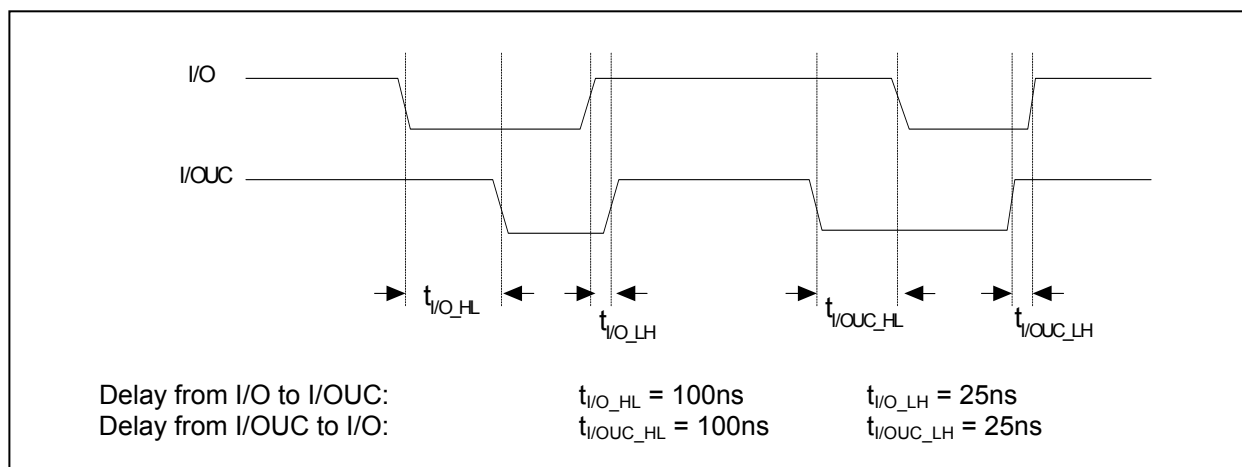 I/O
I/OUC
tI/O_HL
tI/O_LH
tI/OUC_HL
tI/OUC_LH
Delay from I/O to I/OUC: tI/O_HL = 100ns tI/O_LH = 25ns
Delay from I/OUC to I/O: tI/OUC_HL = 100ns tI/OUC_LH = 25ns